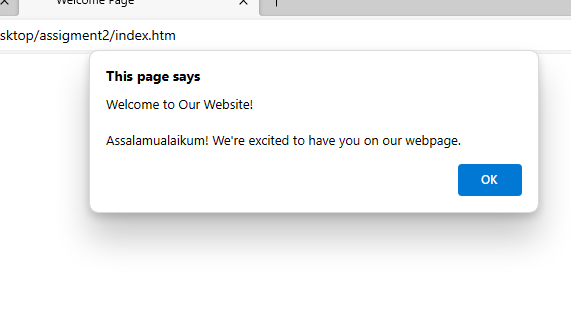 Welcome Page
sktop/assigment2/index.htm
This page says
Welcome to Our Website!
Assalamualaikum! We're excited to have you on our webpage.
OK